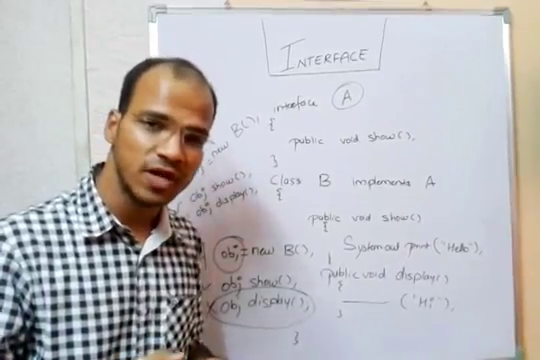 INTERFACE
interface A
{
public void show();
}
Class B implements A
{
public void show()
{
System.out.print("Hello");
}
public void display()
{
("Hi");
}
}
= new B();
obj show();
obj display();
obj = new B();
obj show();
obj display();